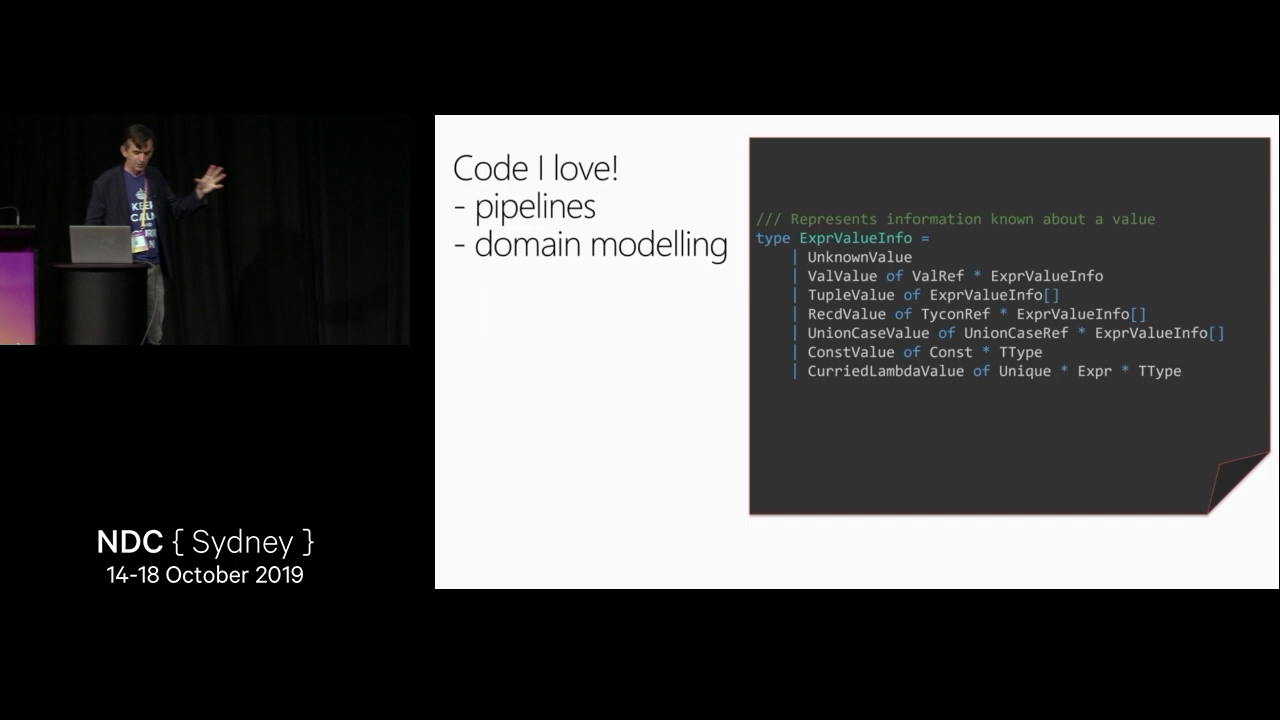 KEEP
CALM
NDC { Sydney }
14-18 October 2019
Code I love!
- pipelines
- domain modelling
/// Represents information known about a value
type ExprValueInfo =
| UnknownValue
| ValValue of ValRef * ExprValueInfo
| TupleValue of ExprValueInfo[]
| RecdValue of TyconRef * ExprValueInfo[]
| UnionCaseValue of UnionCaseRef * ExprValueInfo[]
| ConstValue of Const * TType
| CurriedLambdaValue of Unique * Expr * TType